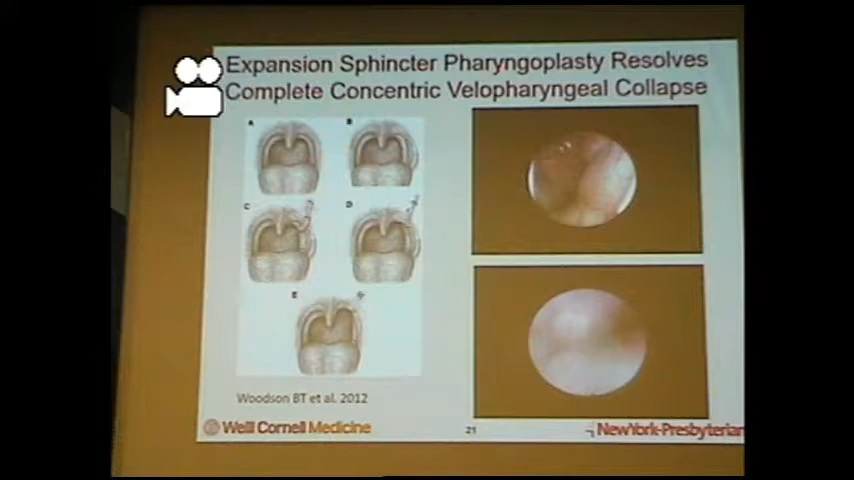 Expansion Sphincter Pharyngoplasty Resolves
Complete Concentric Velopharyngeal Collapse
A
B
C
D
E
Woodson BT et al. 2012
Weill Cornell Medicine
21
NewYork-Presbyterian